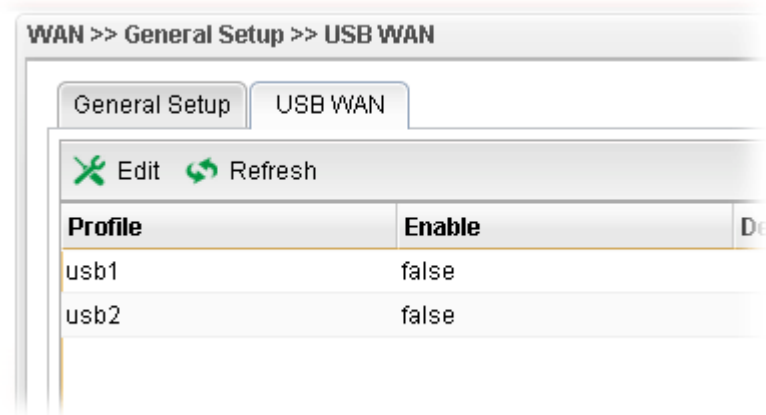 WAN >> General Setup >> USB WAN
General Setup USB WAN
Edit Refresh
Profile Enable
usb1 false
usb2 false